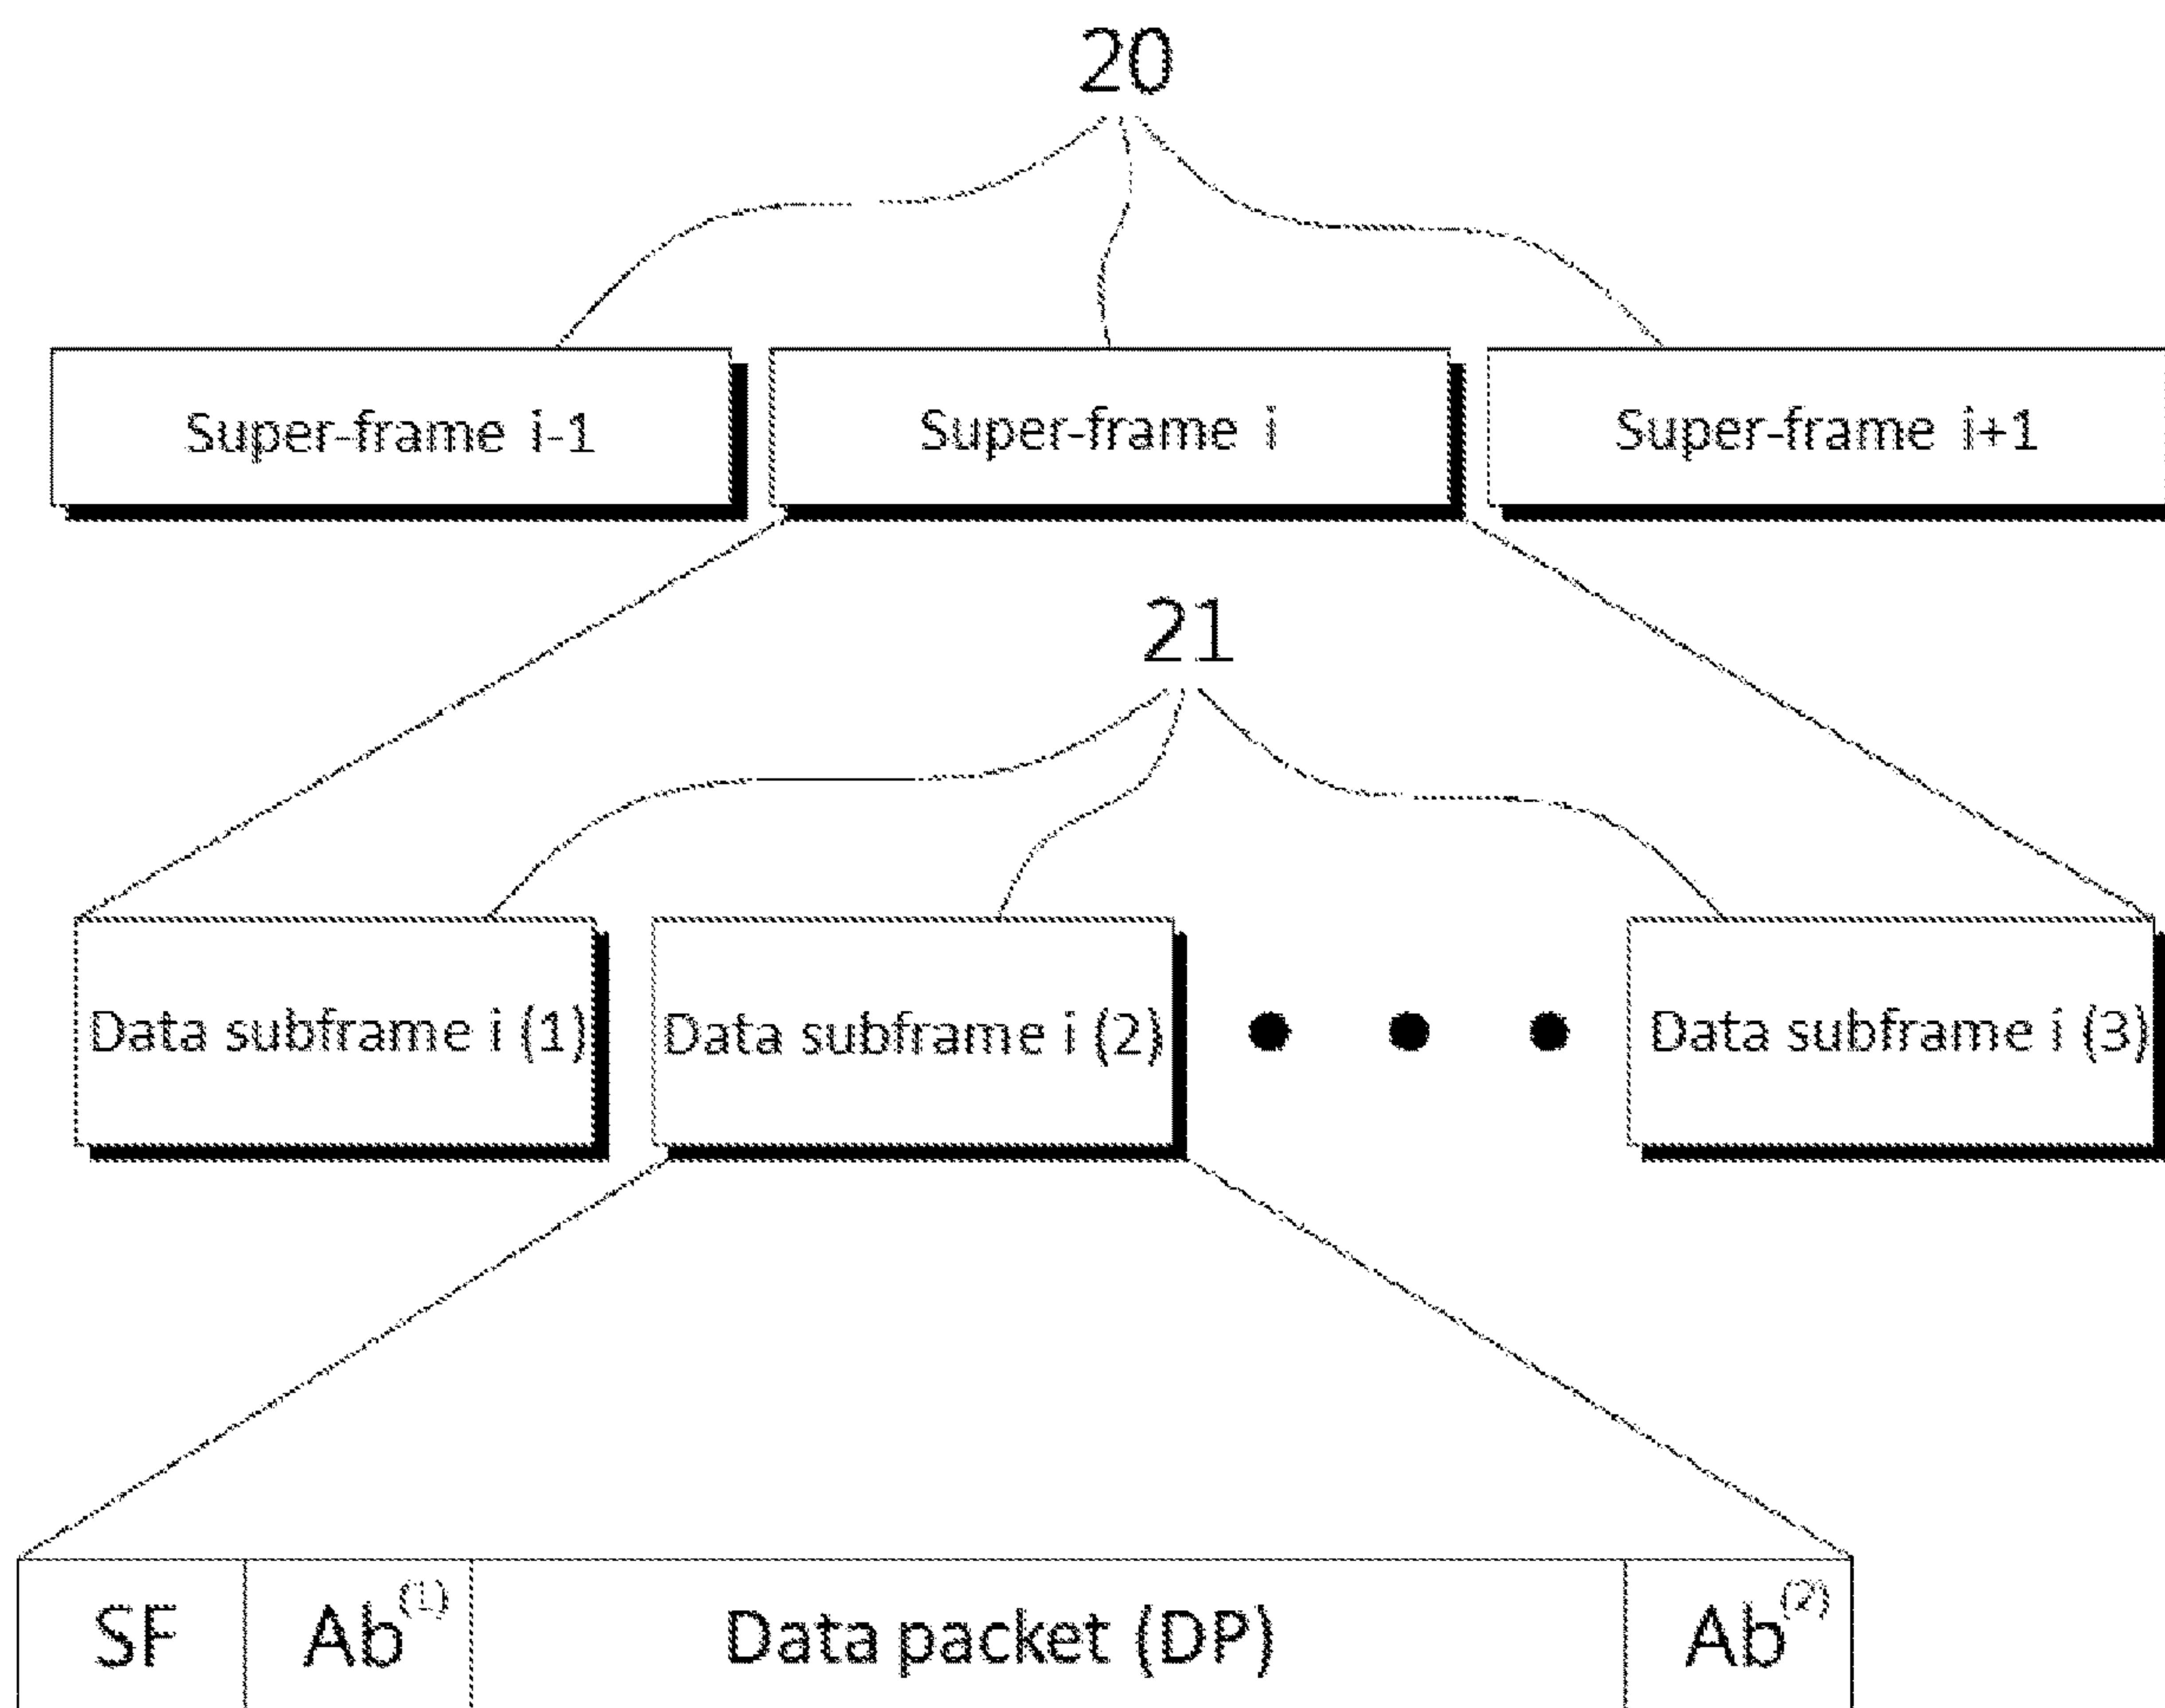 20
Super-frame i-1
Super-frame i
Super-frame i+1
21
Data subframe i (1)
Data subframe i (2)
Data subframe i (3)
SF
Ab(1)
Data packet (DP)
Ab(2)